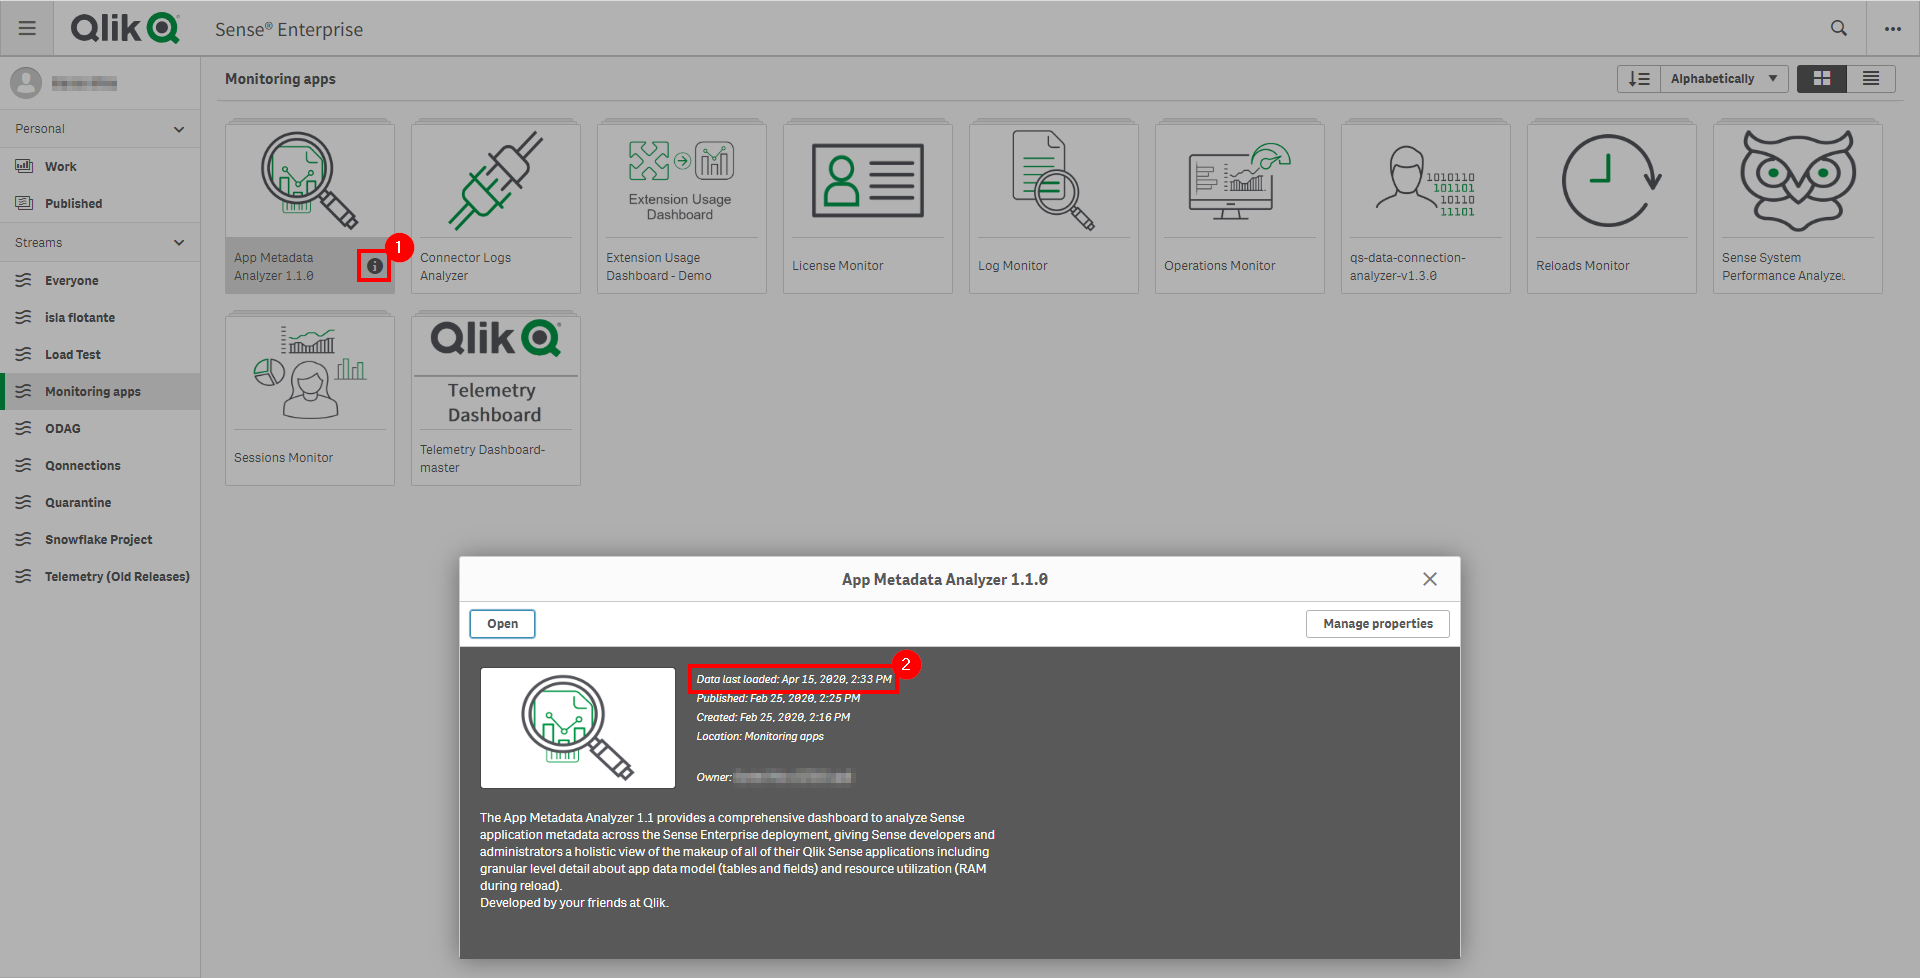 Qlik Sense® Enterprise
Monitoring apps
Alphabetically
Personal
Work
Published
Streams
Everyone
isla flotante
Load Test
Monitoring apps
ODAG
Qonnections
Quarantine
Snowflake Project
Telemetry (Old Releases)
App Metadata
Analyzer 1.1.0
1
Connector Logs
Analyzer
Extension Usage
Dashboard
Extension Usage
Dashboard - Demo
License Monitor
Log Monitor
Operations Monitor
1010110
101101
10110
11101
qs-data-connection-
analyzer-v1.3.0
Reloads Monitor
Sense System
Performance Analyze
Sessions Monitor
Qlik
Telemetry
Dashboard
Telemetry Dashboard-
master
App Metadata Analyzer 1.1.0
Open
Manage properties
2
Data last loaded: Apr 15, 2020, 2:33 PM
Published: Feb 25, 2020, 2:25 PM
Created: Feb 25, 2020, 2:16 PM
Location: Monitoring apps
Owner:
The App Metadata Analyzer 1.1 provides a comprehensive dashboard to analyze Sense
application metadata across the Sense Enterprise deployment, giving Sense developers and
administrators a holistic view of the makeup of all of their Qlik Sense applications including
granular level detail about app data model (tables and fields) and resource utilization (RAM
during reload).
Developed by your friends at Qlik.